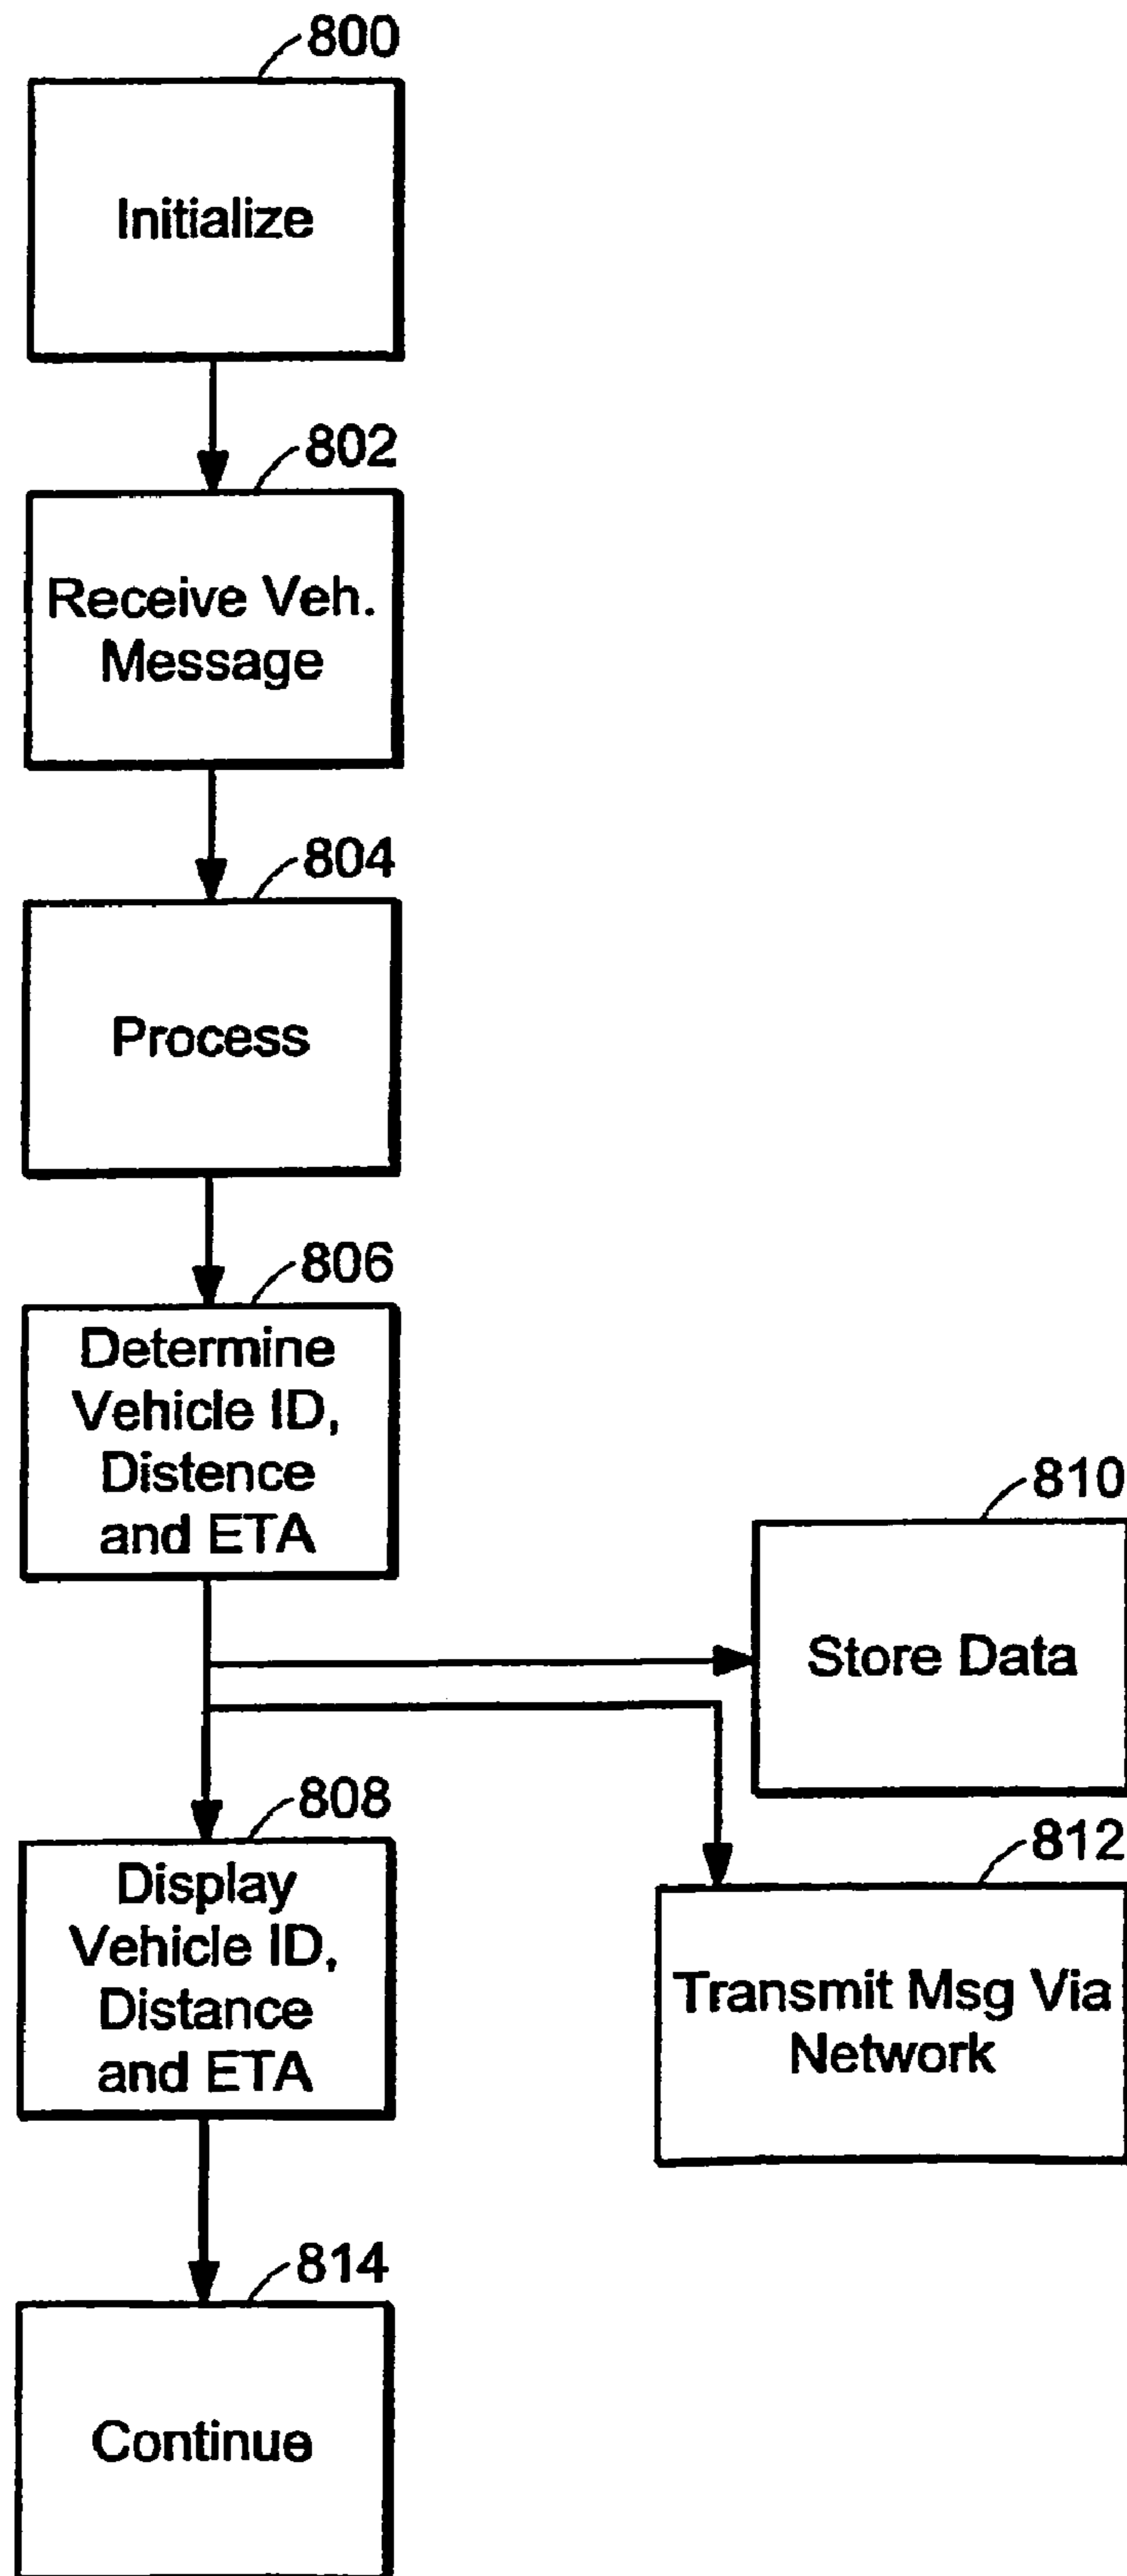 800
Initialize
802
Receive Veh.
Message
804
Process
806
Determine
Vehicle ID,
Distence
and ETA
810
Store Data
808
Display
Vehicle ID,
Distance
and ETA
812
Transmit Msg Via
Network
814
Continue